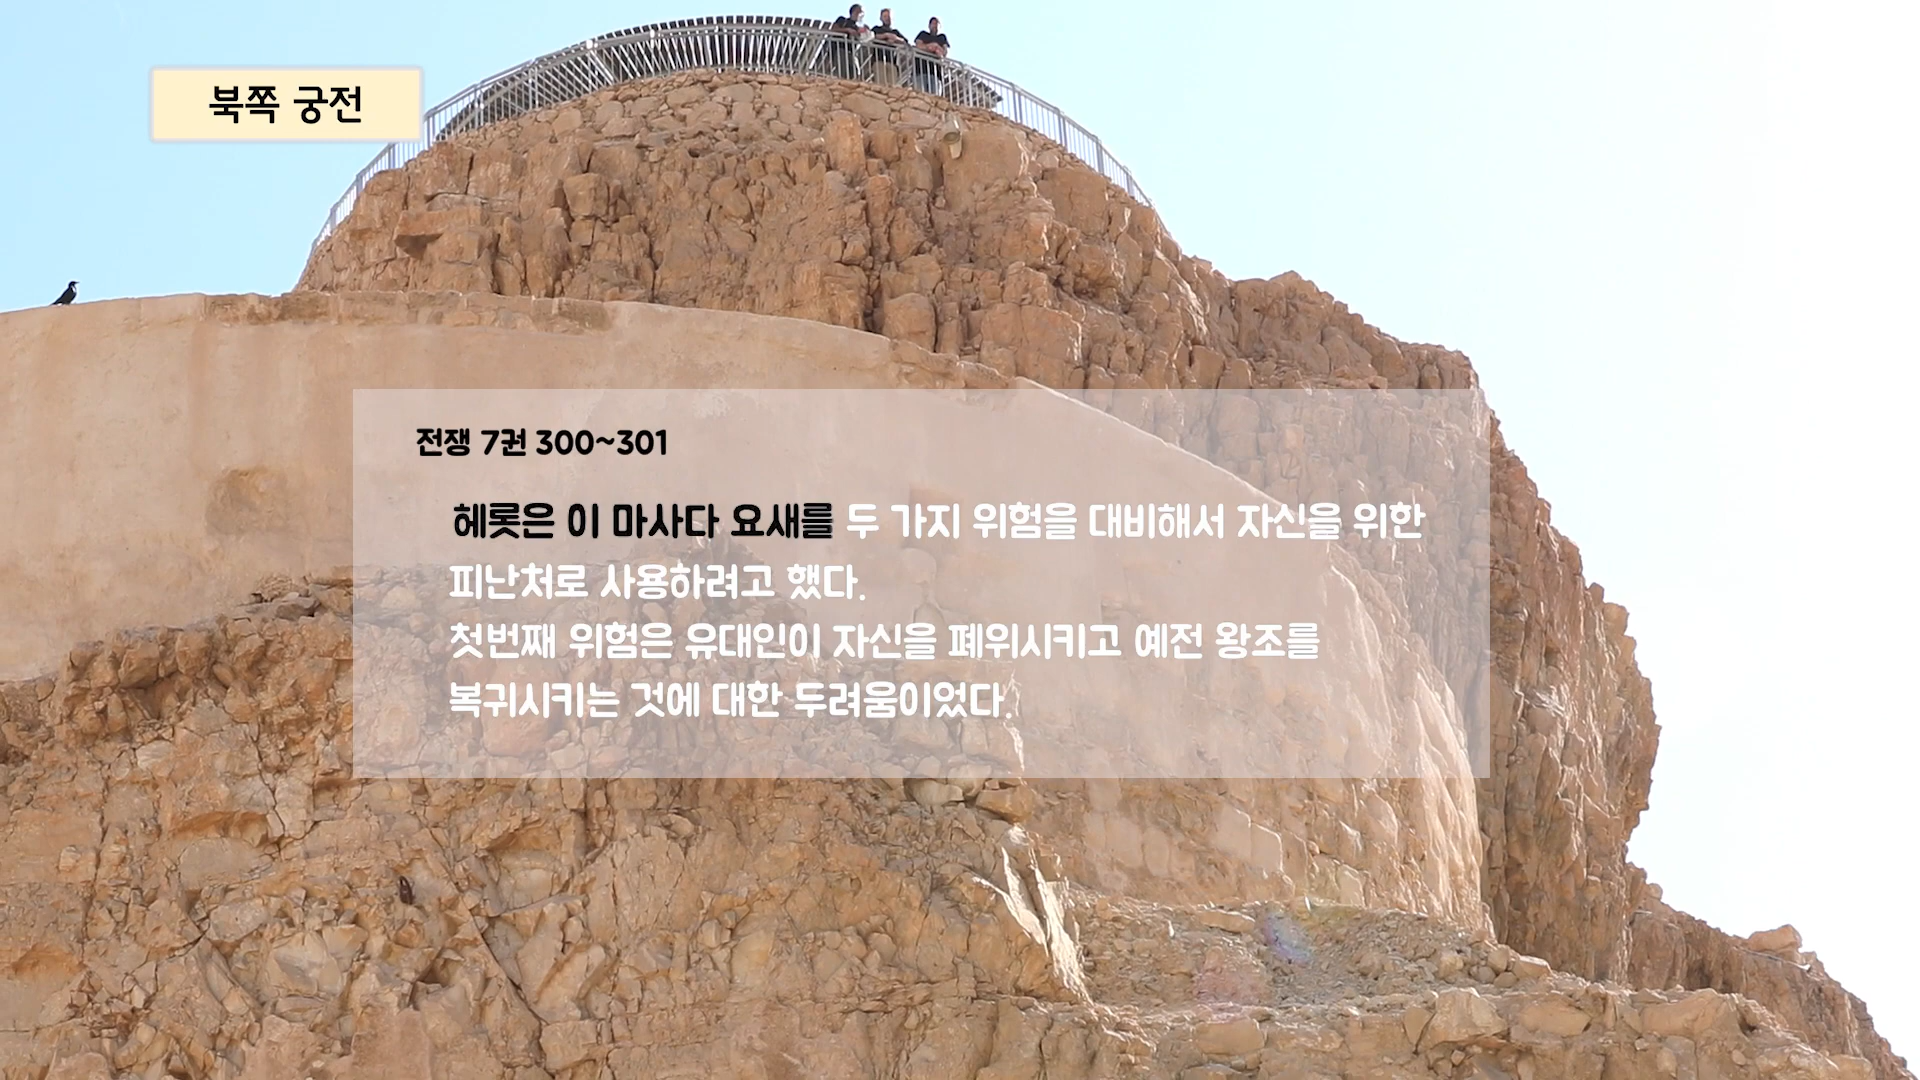 북쪽 궁전
전쟁 7권 300~301
헤롯은 이 마사다 요새를 두 가지 위험을 대비해서 자신을 위한
피난처로 사용하려고 했다.
첫번째 위험은 유대인이 자신을 폐위시키고 예전 왕조를
복귀시키는 것에 대한 두려움이었다.